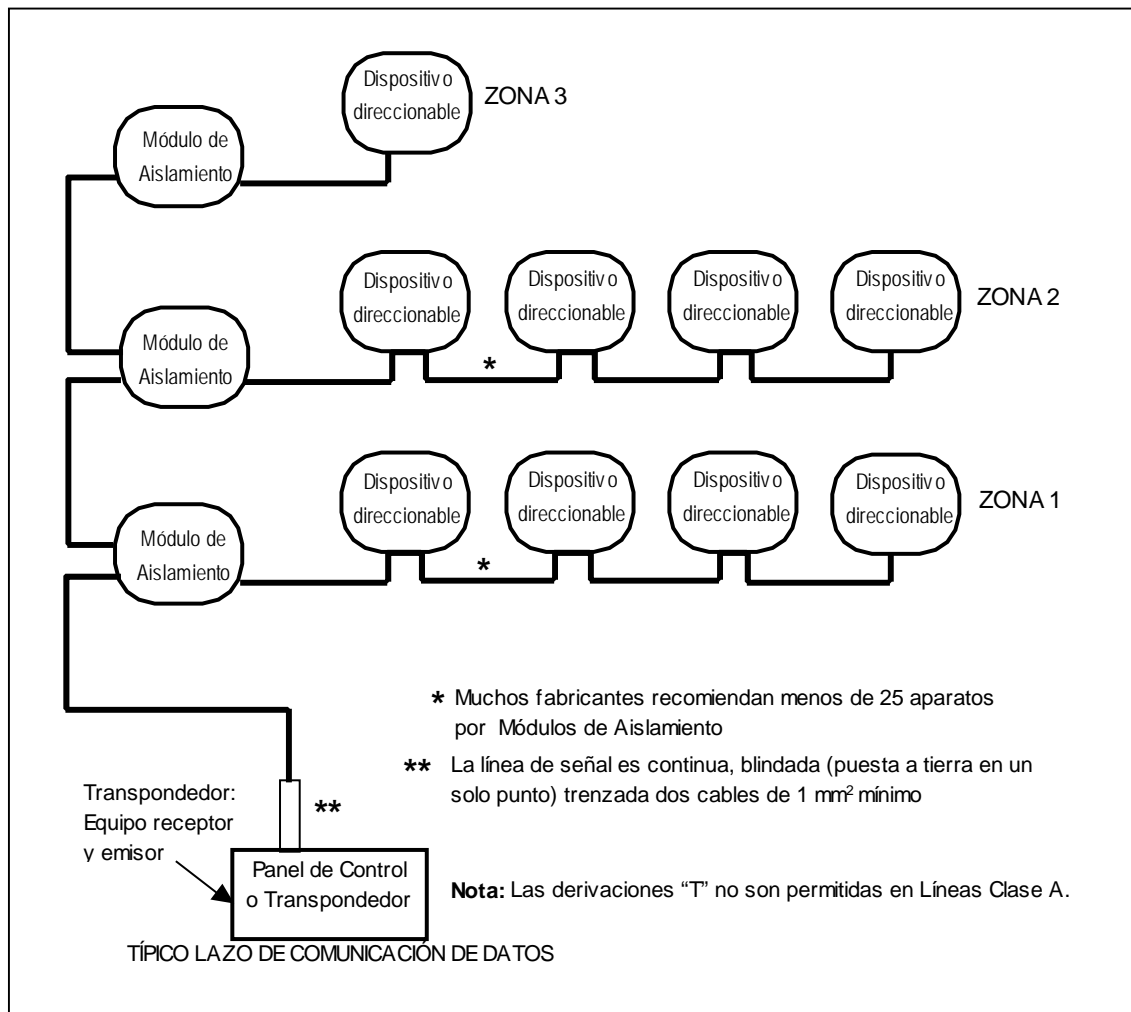 Dispositivo
direccionable
ZONA 3
Módulo de
Aislamiento
Dispositivo
direccionable
Dispositivo
direccionable
Dispositivo
direccionable
Dispositivo
direccionable
ZONA 2
Módulo de
Aislamiento
*
Dispositivo
direccionable
Dispositivo
direccionable
Dispositivo
direccionable
Dispositivo
direccionable
ZONA 1
Módulo de
Aislamiento
*
* Muchos fabricantes recomiendan menos de 25 aparatos
por Módulos de Aislamiento
** La línea de señal es continua, blindada (puesta a tierra en un
solo punto) trenzada dos cables de 1 mm² mínimo
Transpondedor:
Equipo receptor
y emisor
**
Panel de Control
o Transpondedor
Nota: Las derivaciones “T” no son permitidas en Líneas Clase A.
TÍPICO LAZO DE COMUNICACIÓN DE DATOS